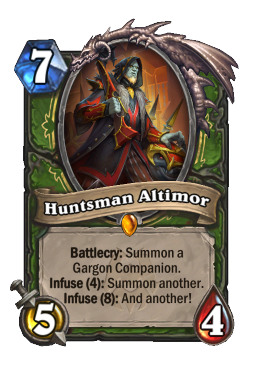 7
Huntsman Altimor
Battlecry: Summon a
Gargon Companion.
Infuse (4): Summon another.
Infuse (8): And another!
5
4